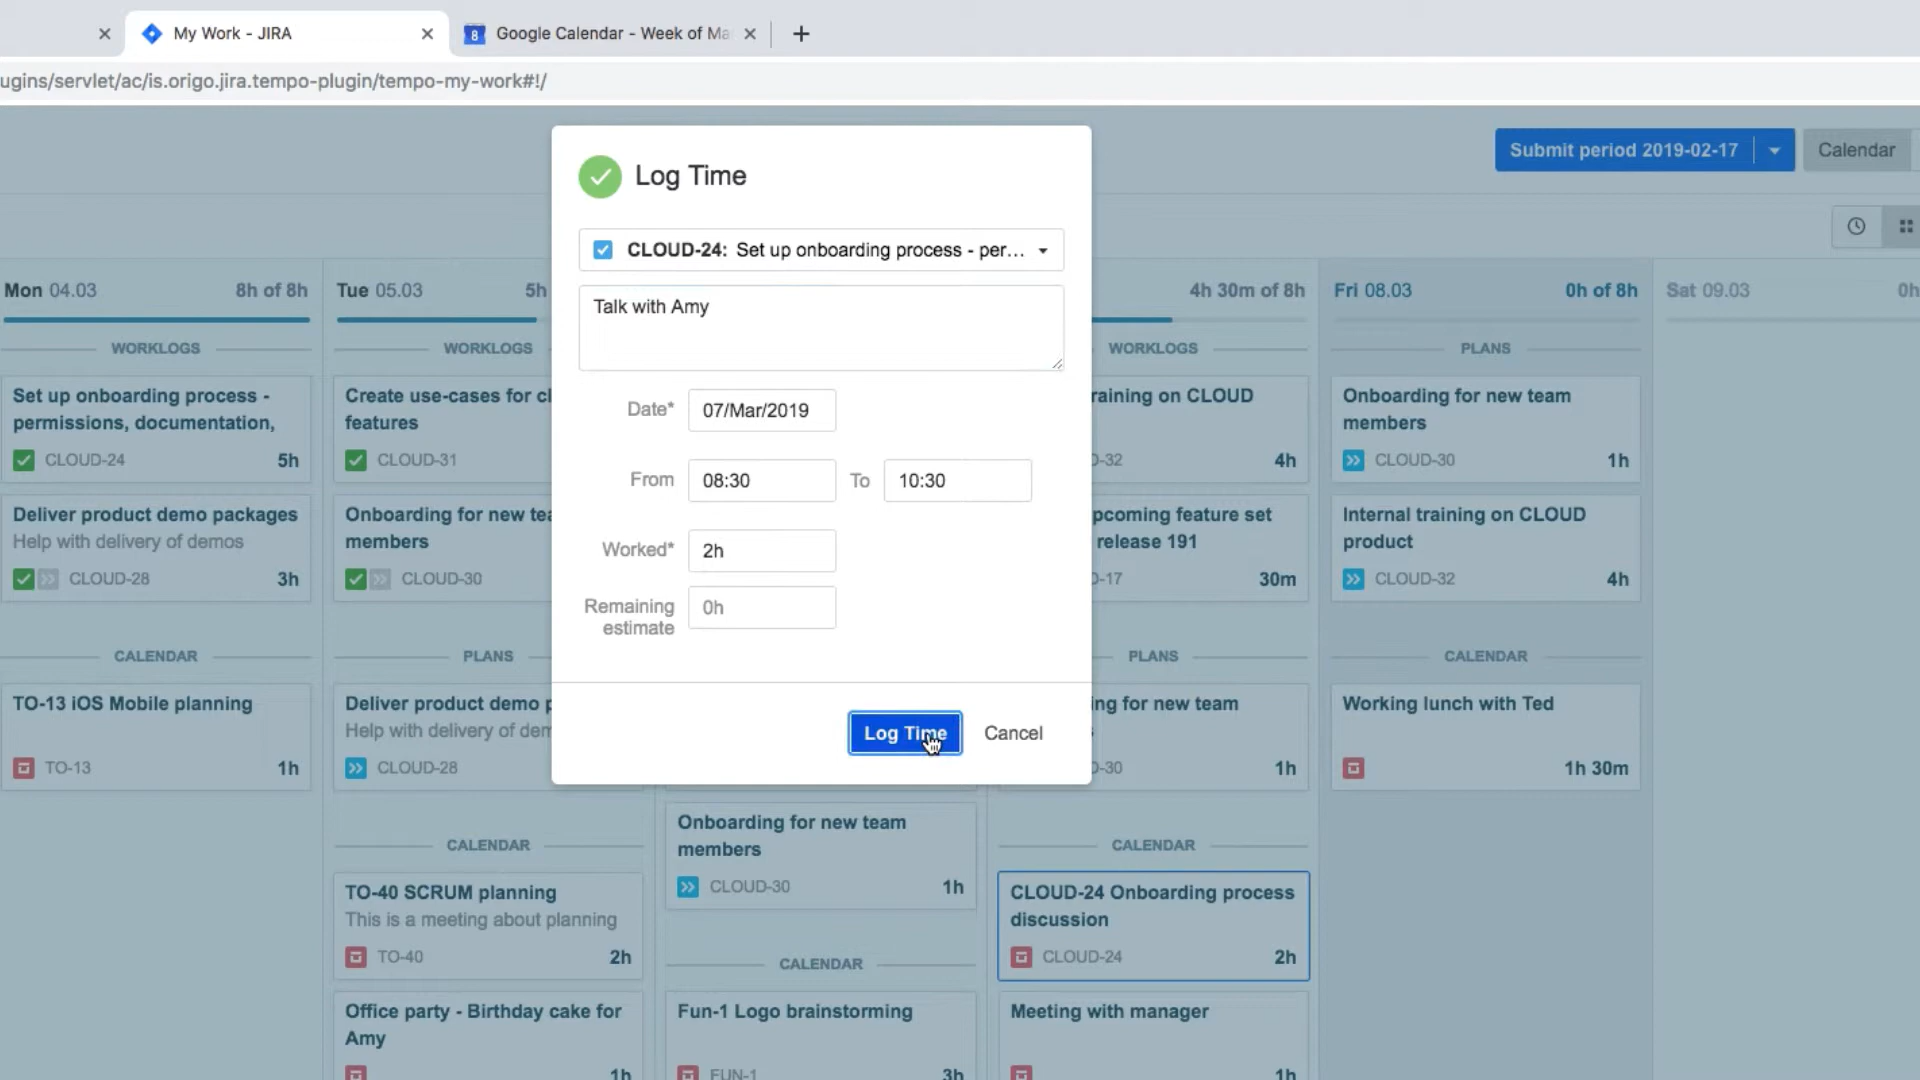 My Work - JIRA
Google Calendar - Week of Ma
ugins/servlet/ac/is.origo.jira.tempo-plugin/tempo-my-work#!/
Submit period 2019-02-17
Calendar
Log Time
CLOUD-24: Set up onboarding process - per...
Talk with Amy
Date* 07/Mar/2019
From 08:30 To 10:30
Worked* 2h
Remaining estimate 0h
Log Time
Cancel
Mon 04.03 8h of 8h
WORKLOGS
Set up onboarding process -
permissions, documentation,
CLOUD-24 5h
Deliver product demo packages
Help with delivery of demos
CLOUD-28 3h
CALENDAR
TO-13 iOS Mobile planning
TO-13 1h
Tue 05.03 5h
WORKLOGS
Create use-cases for cl
features
CLOUD-31
Onboarding for new tea
members
CLOUD-30
PLANS
Deliver product demo p
Help with delivery of dem
CLOUD-28
CALENDAR
TO-40 SCRUM planning
This is a meeting about planning
TO-40 2h
Office party - Birthday cake for
Amy
1h
Onboarding for new team
members
CLOUD-30 1h
CALENDAR
Fun-1 Logo brainstorming
FUN-1 3h
4h 30m of 8h
WORKLOGS
raining on CLOUD
D-32 4h
pcoming feature set
release 191
D-17 30m
PLANS
ing for new team
D-30 1h
CALENDAR
CLOUD-24 Onboarding process
discussion
CLOUD-24 2h
Meeting with manager
1h
Fri 08.03 0h of 8h
PLANS
Onboarding for new team
members
CLOUD-30 1h
Internal training on CLOUD
product
CLOUD-32 4h
CALENDAR
Working lunch with Ted
1h 30m
Sat 09.03 0h